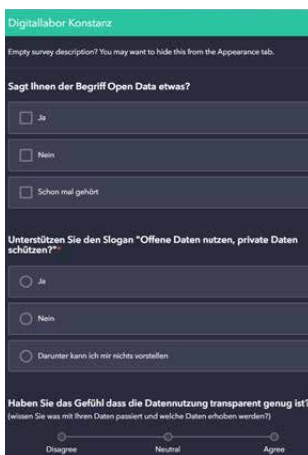 Digitallabor Konstanz
Empty survey description? You may want to hide this from the Appearance tab.
Sagt Ihnen der Begriff Open Data etwas?
Ja
Nein
Schon mal gehört
Unterstützen Sie den Slogan "Offene Daten nutzen, private Daten
schützen?"*
Ja
Nein
Darunter kann ich mir nichts vorstellen
Haben Sie das Gefühl dass die Datennutzung transparent genug ist?
(wissen Sie was mit Ihren Daten passiert und welche Daten erhoben werden?)
Disagree Neutral Agree